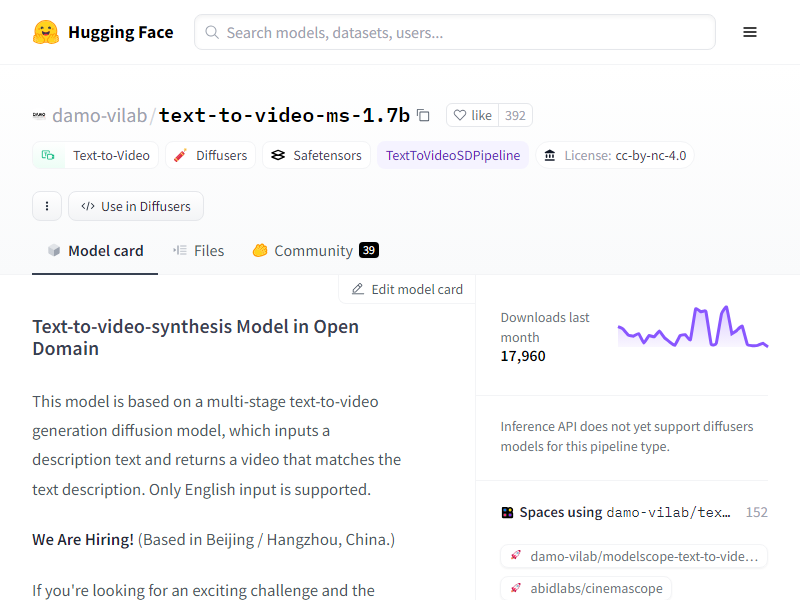 Hugging Face
Search models, datasets, users...
damo-vilab/text-to-video-ms-1.7b
like 392
Text-to-Video Diffusers Safetensors TextToVideoSDPipeline License: cc-by-nc-4.0
</> Use in Diffusers
Model card Files Community 39
Edit model card
Text-to-video-synthesis Model in Open
Domain
This model is based on a multi-stage text-to-video
generation diffusion model, which inputs a
description text and returns a video that matches the
text description. Only English input is supported.
We Are Hiring! (Based in Beijing / Hangzhou, China.)
If you're looking for an exciting challenge and the
Downloads last
month
17,960
Inference API does not yet support diffusers
models for this pipeline type.
Spaces using damo-vilab/tex… 152
damo-vilab/modelscope-text-to-vide…
abidlabs/cinemascope